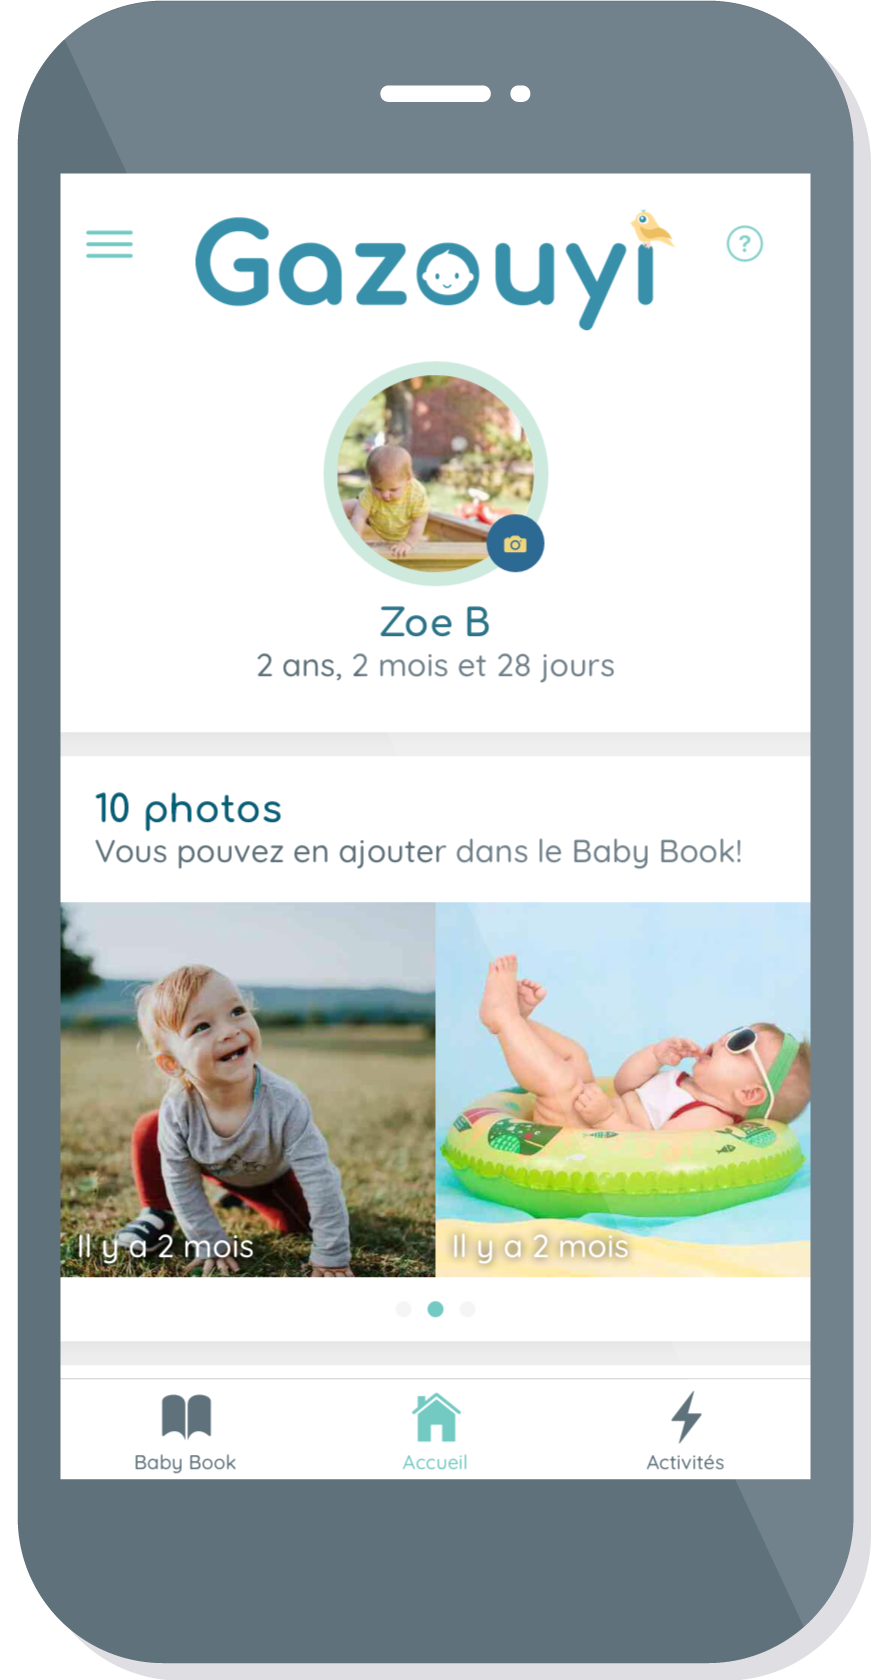 Gazouyi
?
Zoe B
2 ans, 2 mois et 28 jours
10 photos
Vous pouvez en ajouter dans le Baby Book!
Il y a 2 mois
Il y a 2 mois
Baby Book
Accueil
Activités